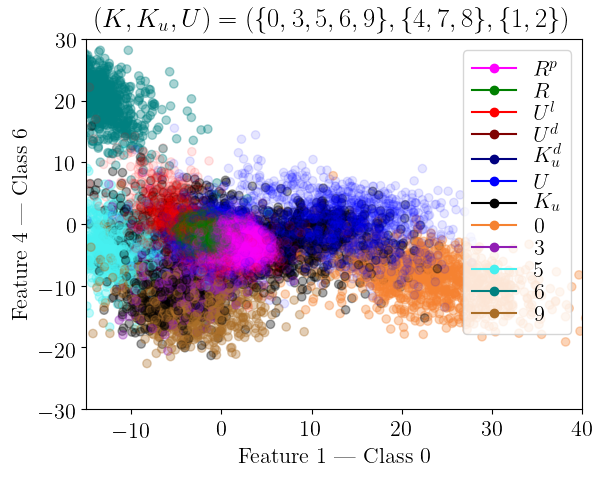 (K, K_u, U) = ({0, 3, 5, 6, 9}, {4, 7, 8}, {1, 2})
30
20
10
0
−10
−20
−30
Feature 4 — Class 6
−10
0
10
20
30
40
Feature 1 — Class 0
R^p
R
U^l
U^d
K_u^d
U
K_u
0
3
5
6
9